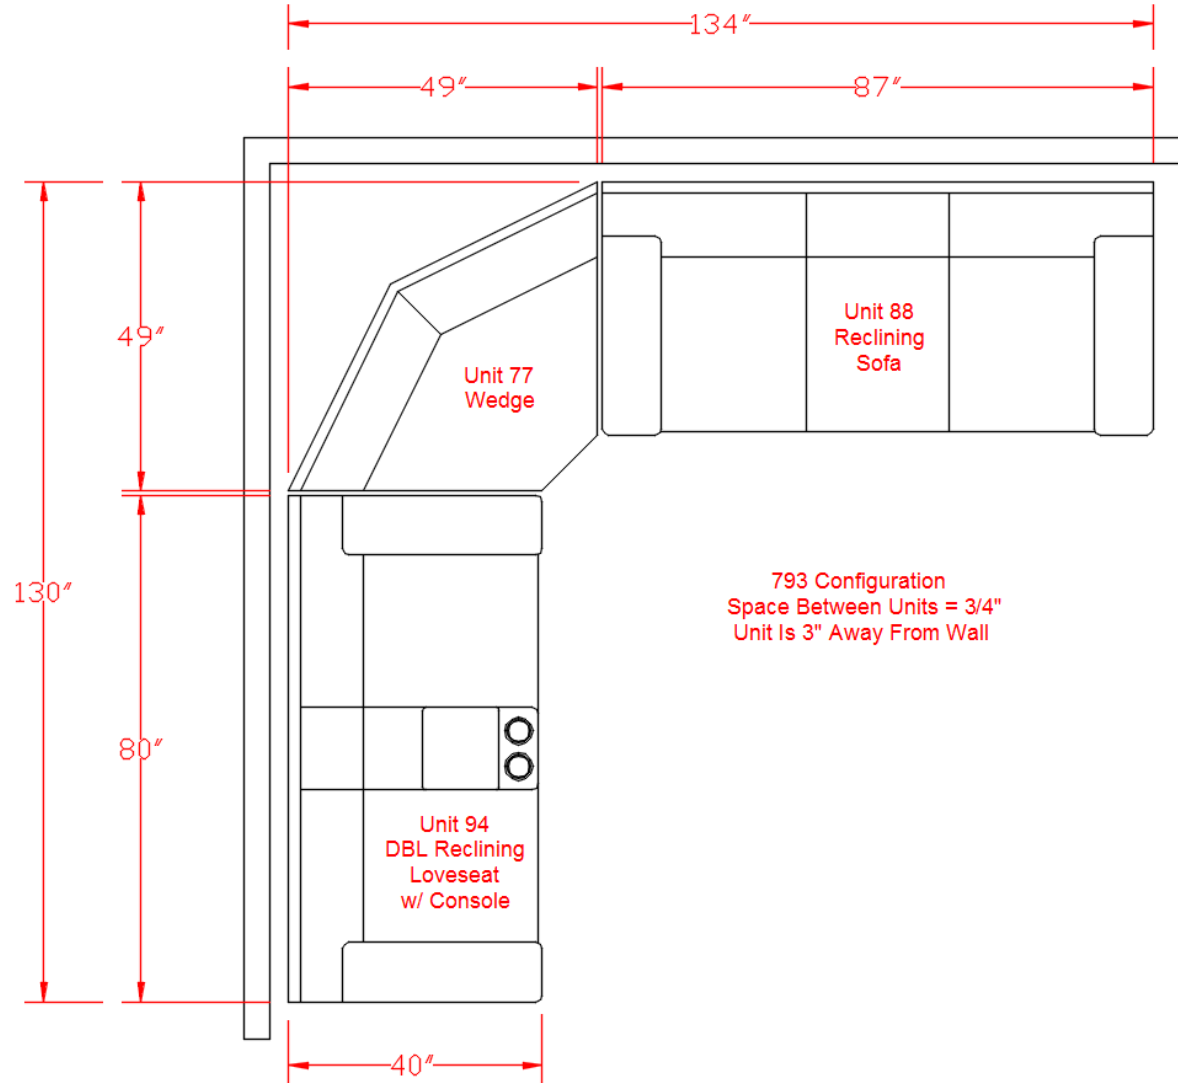 134″
49″
87″
49″
Unit 88
Reclining
Sofa
Unit 77
Wedge
130″
793 Configuration
Space Between Units = 3/4"
Unit Is 3" Away From Wall
80″
Unit 94
DBL Reclining
Loveseat
w/ Console
40″